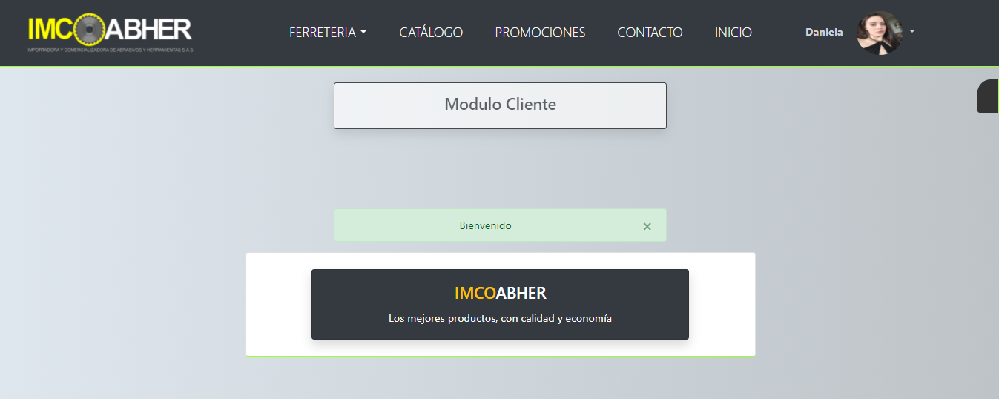 IMCOABHER
IMPORTADORA Y COMERCIALIZADORA DE ABRASIVOS Y HERRAMIENTAS S.A.S
FERRETERIA CATÁLOGO PROMOCIONES CONTACTO INICIO Daniela
Modulo Cliente
Bienvenido ×
IMCOABHER
Los mejores productos, con calidad y economía